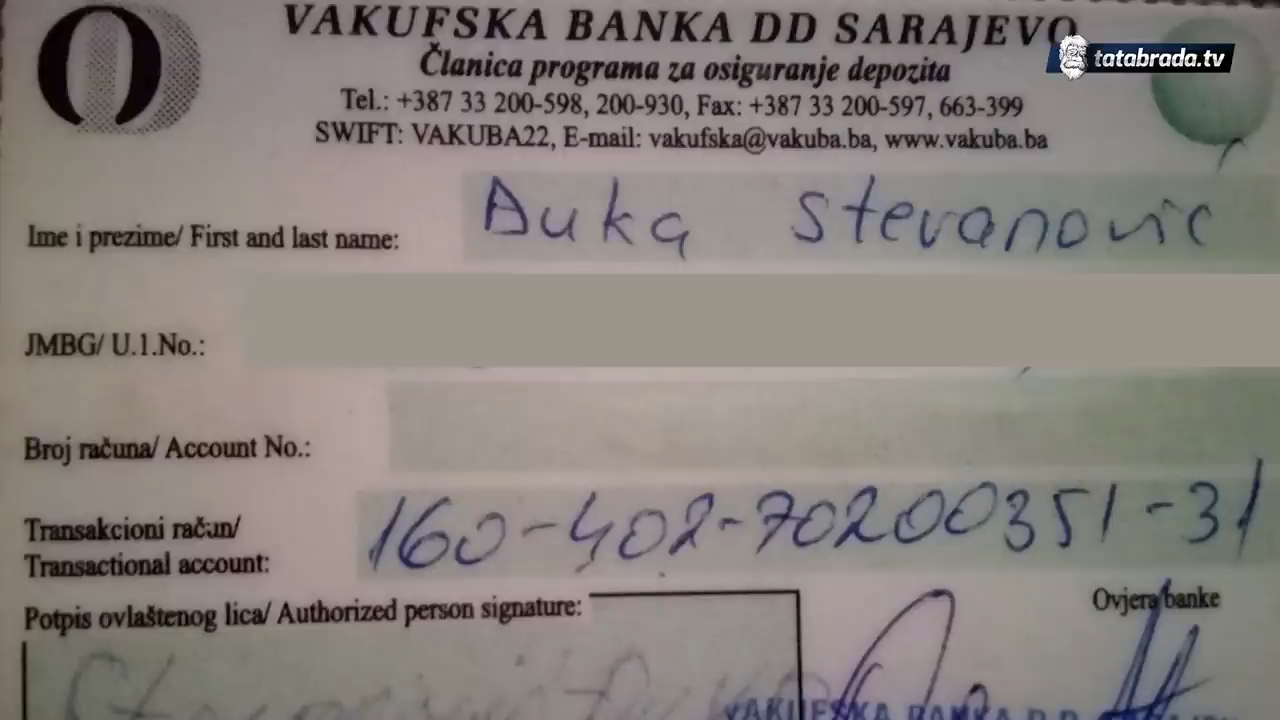 VAKUFSKA BANKA DD SARAJEVO
tatabrada.tv
Članica programa za osiguranje depozita
Tel.: +387 33 200-598, 200-930, Fax: +387 33 200-597, 663-399
SWIFT: VAKUBA22, E-mail: vakufska@vakuba.ba, www.vakuba.ba
Ime i prezime/ First and last name: Đuka Stevanović
JMBG/ U.I.No.:
Broj računa/ Account No.:
Transakcioni račun/
Transactional account: 160-402-70200351-31
Potpis ovlaštenog lica/ Authorized person signature:
Ovjera banke
VAKUFSKA BANKA D.D.